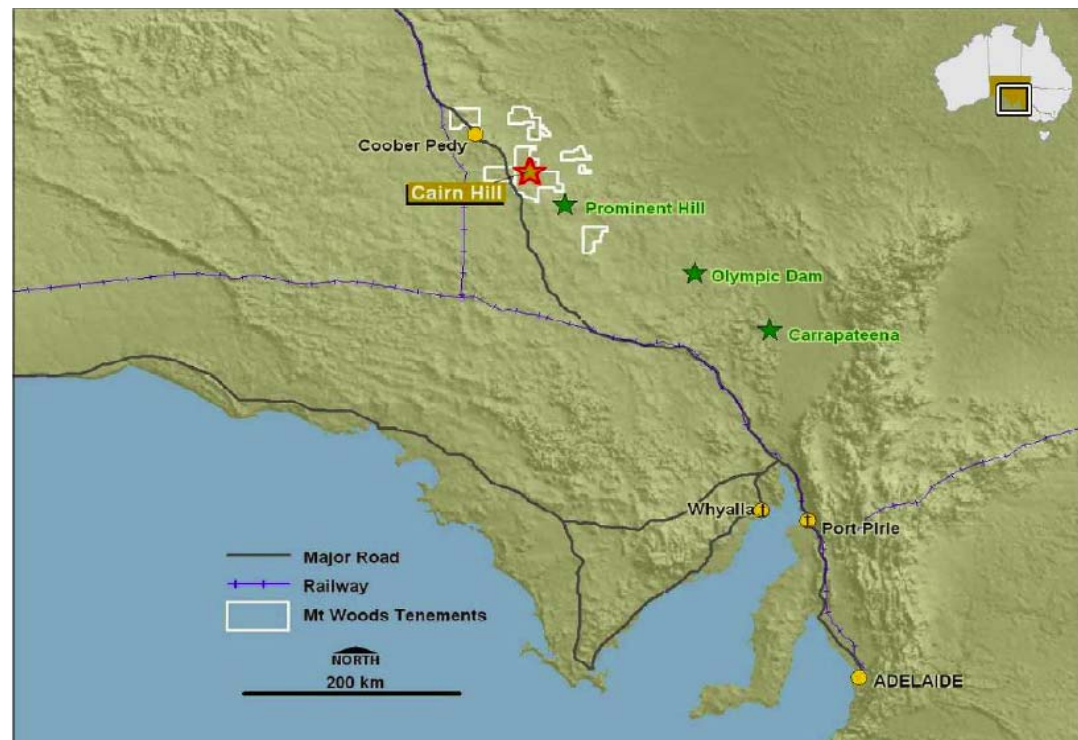 Coober Pedy
Cairn Hill
Prominent Hill
Olympic Dam
Carrapateena
Whyalla
Port Pirie
Major Road
Railway
Mt Woods Tenements
NORTH
200 km
ADELAIDE